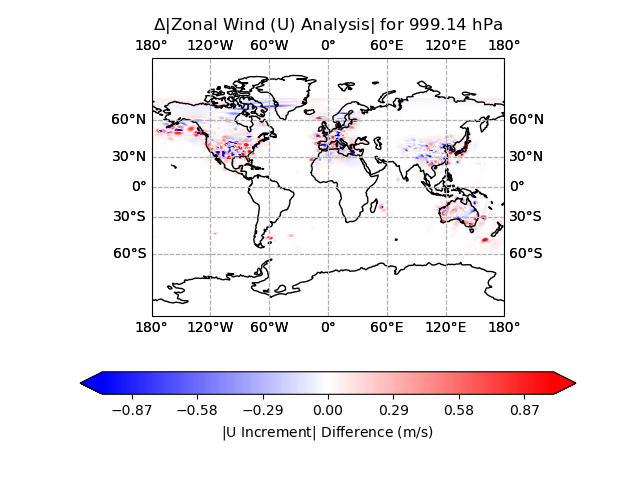 Δ|Zonal Wind (U) Analysis| for 999.14 hPa
180° 120°W 60°W 0° 60°E 120°E 180°
60°N 60°N
30°N 30°N
0° 0°
30°S 30°S
60°S 60°S
180° 120°W 60°W 0° 60°E 120°E 180°
−0.87 −0.58 −0.29 0.00 0.29 0.58 0.87
|U Increment| Difference (m/s)